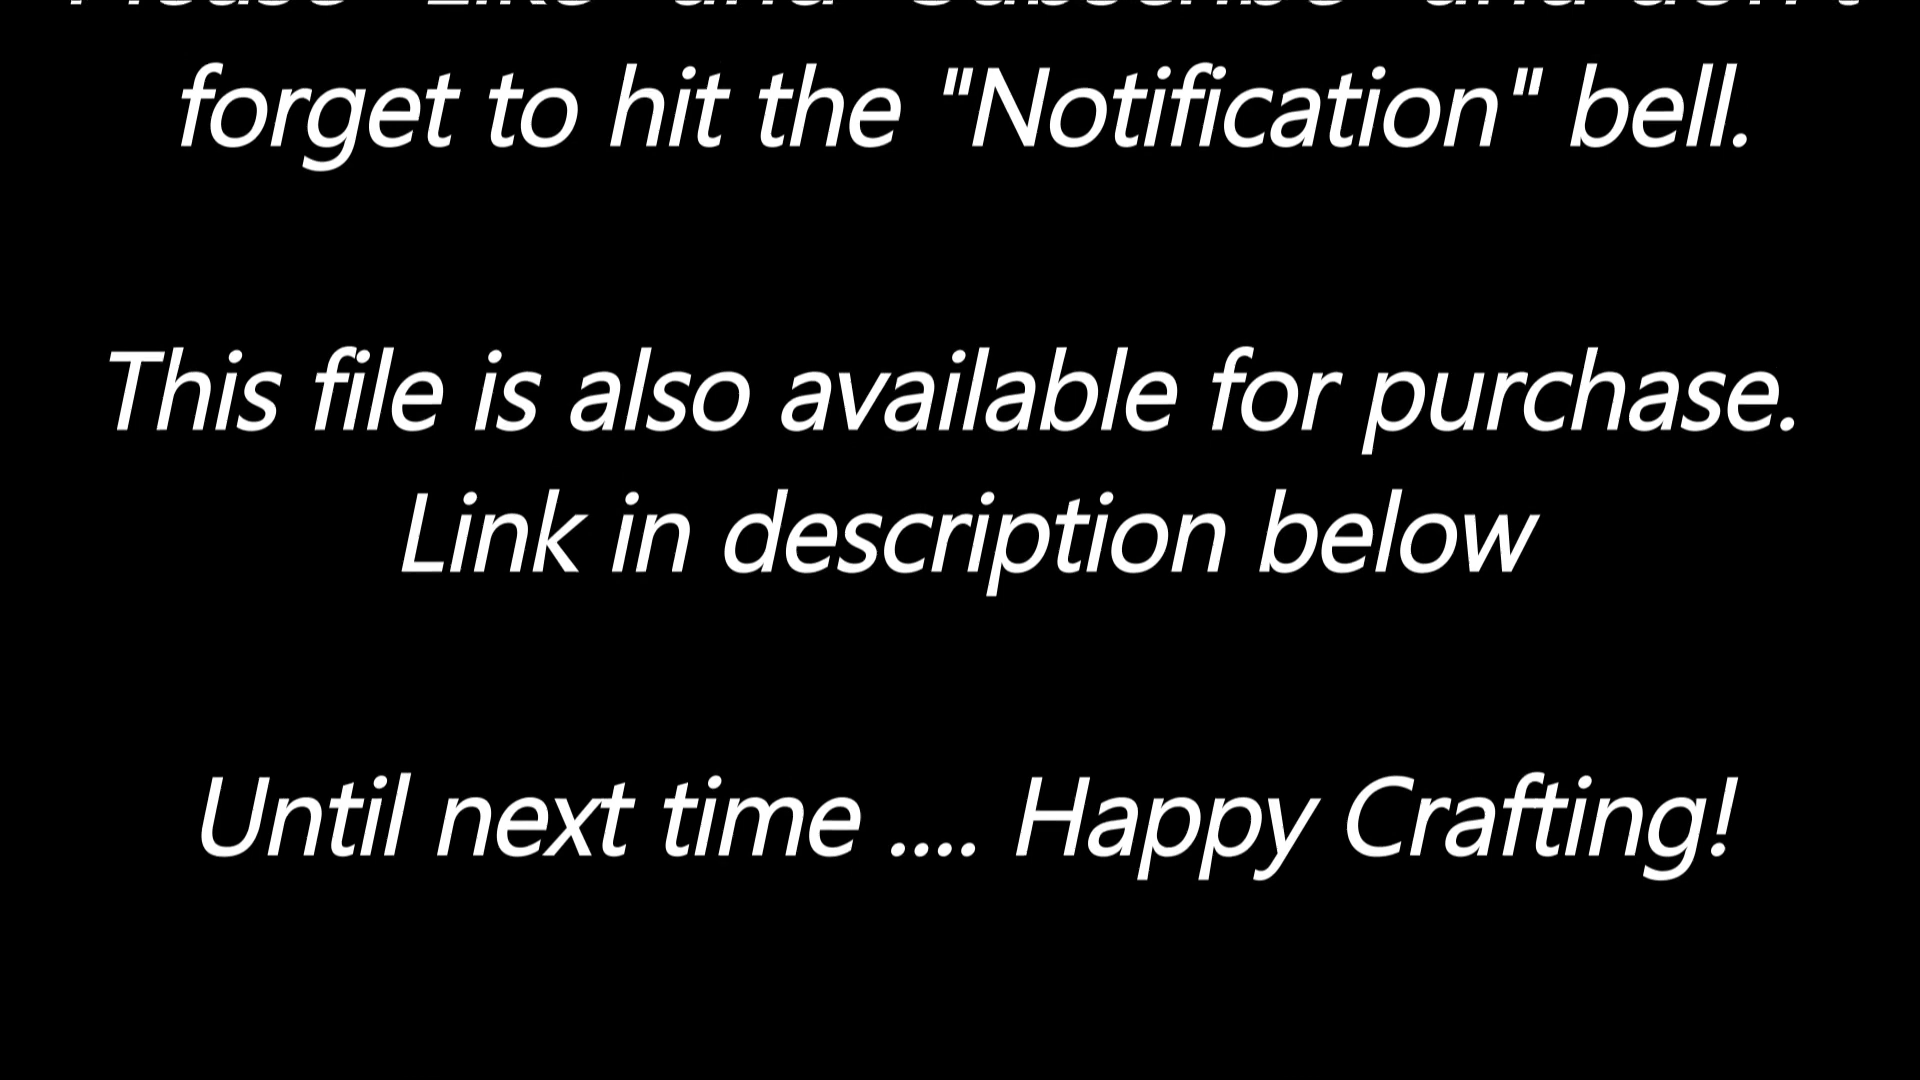 forget to hit the "Notification" bell.
This file is also available for purchase.
Link in description below
Until next time .... Happy Crafting!